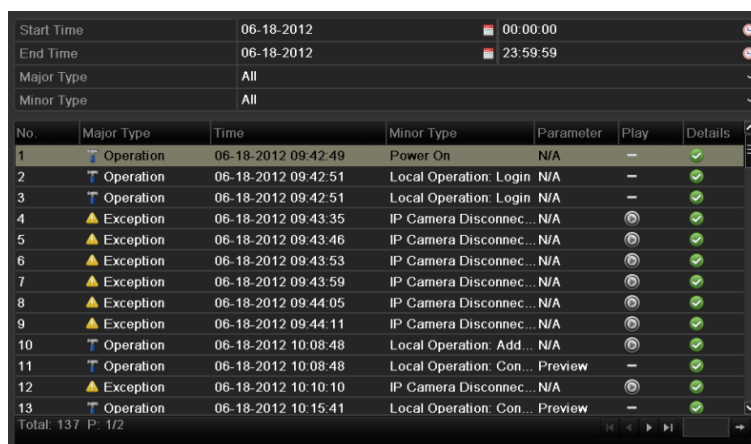 Start Time 06-18-2012 00:00:00
End Time 06-18-2012 23:59:59
Major Type All
Minor Type All
No. Major Type Time Minor Type Parameter Play Details
1 Operation 06-18-2012 09:42:49 Power On N/A –
2 Operation 06-18-2012 09:42:51 Local Operation: Login N/A –
3 Operation 06-18-2012 09:42:51 Local Operation: Login N/A –
4 Exception 06-18-2012 09:43:35 IP Camera Disconnec... N/A
5 Exception 06-18-2012 09:43:46 IP Camera Disconnec... N/A
6 Exception 06-18-2012 09:43:53 IP Camera Disconnec... N/A
7 Exception 06-18-2012 09:43:59 IP Camera Disconnec... N/A
8 Exception 06-18-2012 09:44:05 IP Camera Disconnec... N/A
9 Exception 06-18-2012 09:44:11 IP Camera Disconnec... N/A
10 Operation 06-18-2012 10:08:48 Local Operation: Add... N/A
11 Operation 06-18-2012 10:08:48 Local Operation: Con... Preview –
12 Exception 06-18-2012 10:10:10 IP Camera Disconnec... N/A
13 Operation 06-18-2012 10:15:41 Local Operation: Con... Preview –
Total: 137 P: 1/2